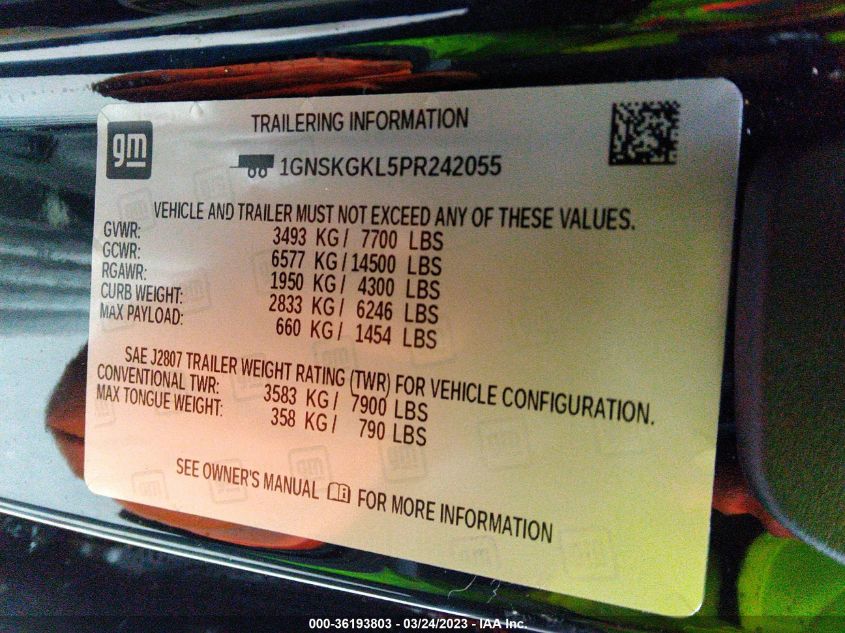 gm
TRAILERING INFORMATION
1GNSKGKL5PR242055
VEHICLE AND TRAILER MUST NOT EXCEED ANY OF THESE VALUES.
GVWR: 3493 KG / 7700 LBS
GCWR: 6577 KG / 14500 LBS
RGAWR: 1950 KG / 4300 LBS
CURB WEIGHT: 2833 KG / 6246 LBS
MAX PAYLOAD: 660 KG / 1454 LBS
SAE J2807 TRAILER WEIGHT RATING (TWR) FOR VEHICLE CONFIGURATION.
CONVENTIONAL TWR: 3583 KG / 7900 LBS
MAX TONGUE WEIGHT: 358 KG / 790 LBS
SEE OWNER'S MANUAL FOR MORE INFORMATION
000-36193803 - 03/24/2023 - IAA Inc.